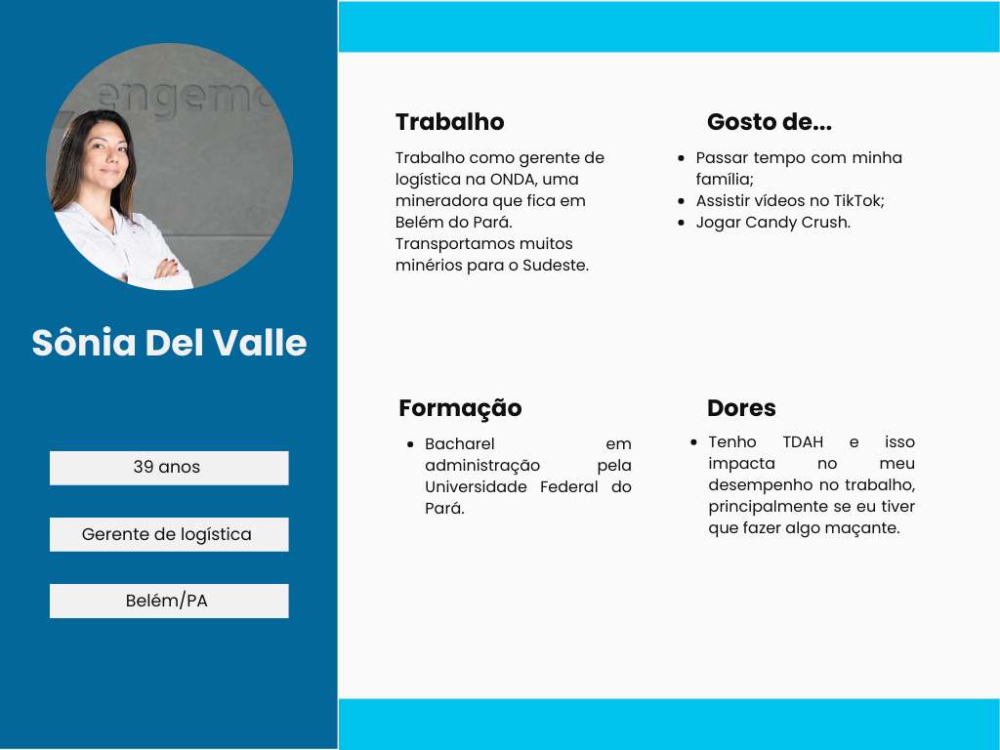 engemo
Sônia Del Valle
39 anos
Gerente de logística
Belém/PA
Trabalho
Trabalho como gerente de
logística na ONDA, uma
mineradora que fica em
Belém do Pará.
Transportamos muitos
minérios para o Sudeste.
Gosto de...
• Passar tempo com minha
família;
• Assistir vídeos no TikTok;
• Jogar Candy Crush.
Formação
• Bacharel em
administração pela
Universidade Federal do
Pará.
Dores
• Tenho TDAH e isso
impacta no meu
desempenho no trabalho,
principalmente se eu tiver
que fazer algo maçante.